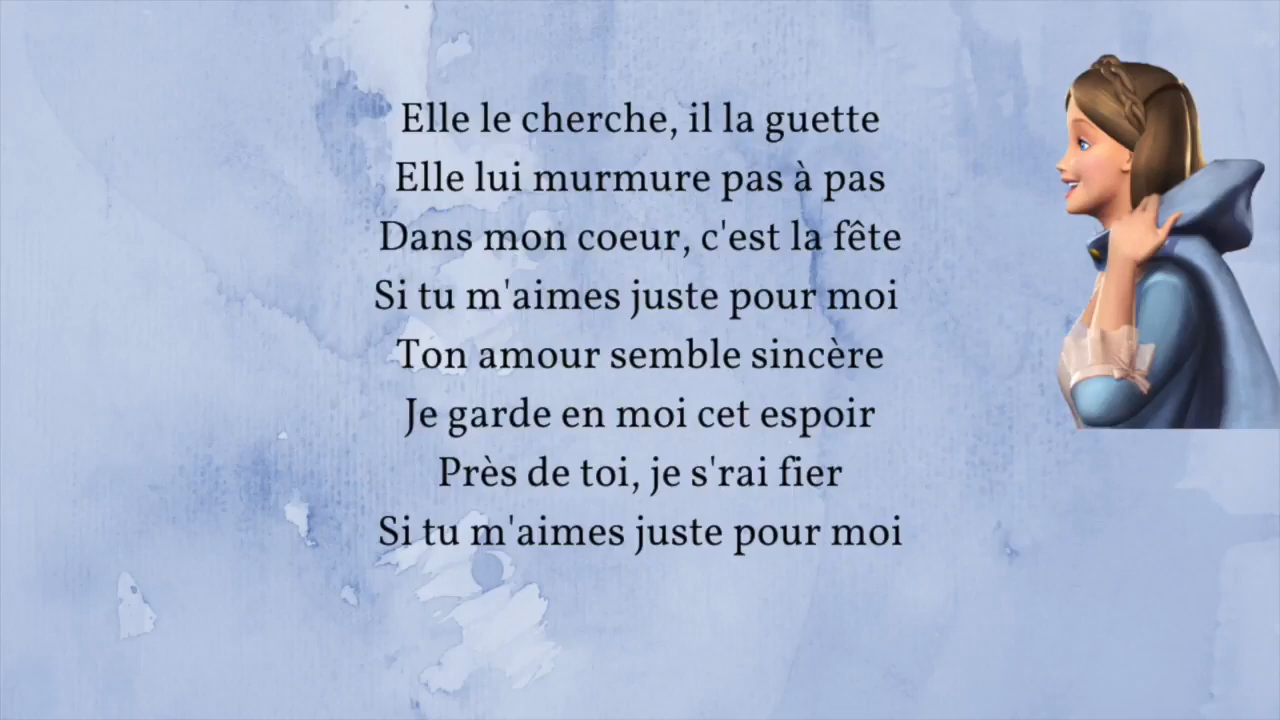 Elle le cherche, il la guette
Elle lui murmure pas à pas
Dans mon coeur, c'est la fête
Si tu m'aimes juste pour moi
Ton amour semble sincère
Je garde en moi cet espoir
Près de toi, je s'rai fier
Si tu m'aimes juste pour moi